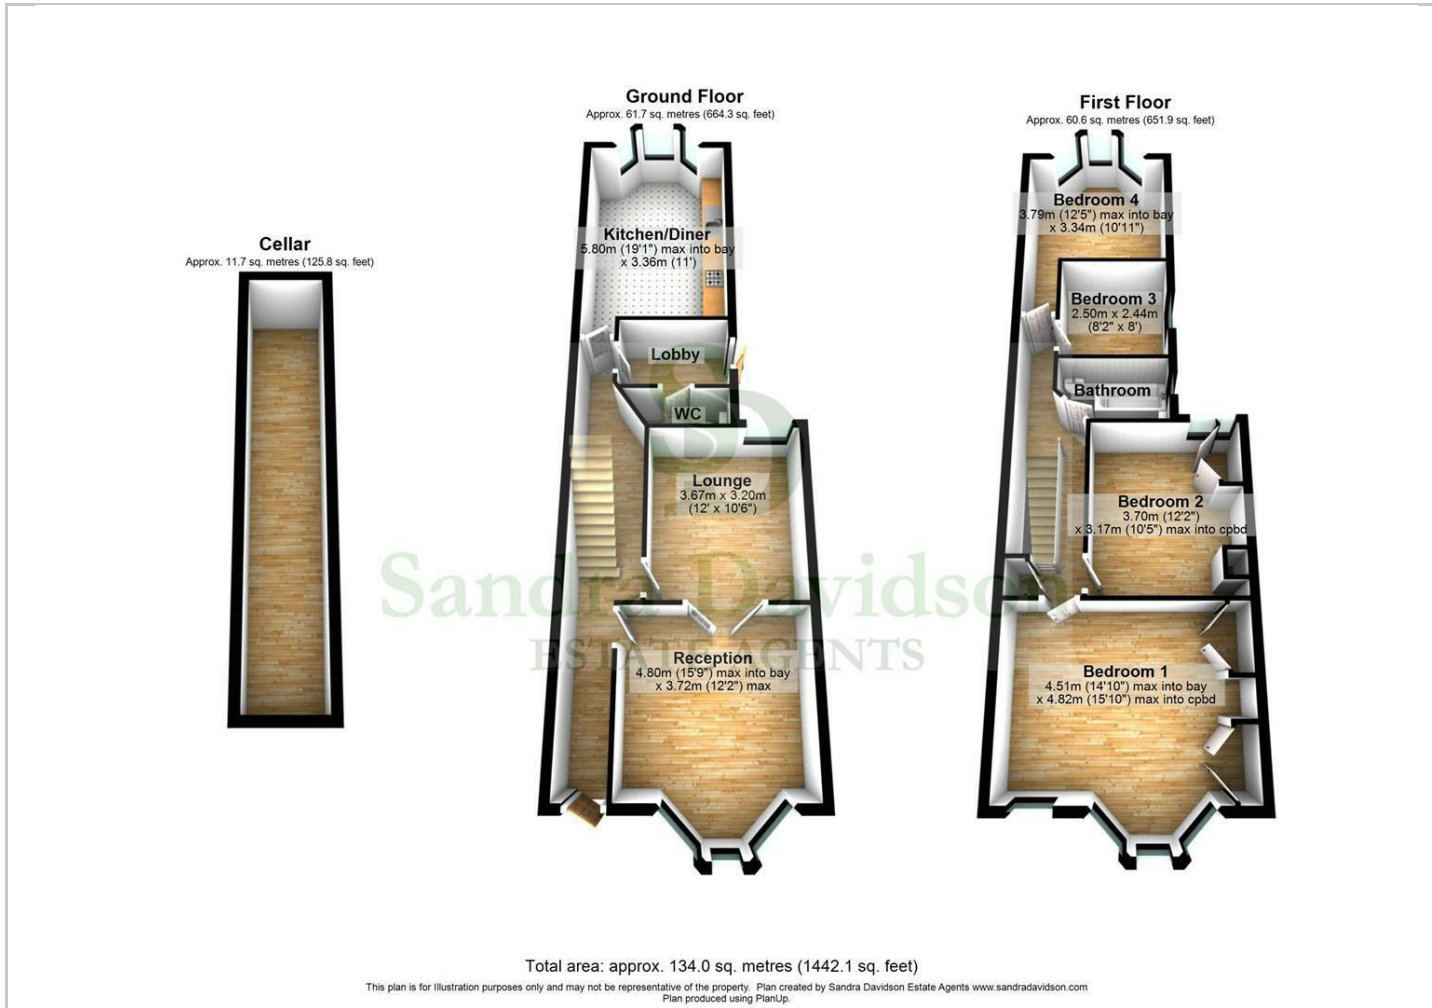 Cellar
Approx. 11.7 sq. metres (125.8 sq. feet)
Ground Floor
Approx. 61.7 sq. metres (664.3 sq. feet)
Kitchen/Diner
5.80m (19'1") max into bay
x 3.36m (11')
Lobby
WC
Lounge
3.67m x 3.20m
(12' x 10'6")
Reception
4.80m (15'9") max into bay
x 3.72m (12'2") max
First Floor
Approx. 60.6 sq. metres (651.9 sq. feet)
Bedroom 4
3.79m (12'5") max into bay
x 3.34m (10'11")
Bedroom 3
2.50m x 2.44m
(8'2" x 8')
Bathroom
Bedroom 2
3.70m (12'2")
x 3.17m (10'5") max into cpbd
Bedroom 1
4.51m (14'10") max into bay
x 4.82m (15'10") max into cpbd
Sandra Davidson
ESTATE AGENTS
Total area: approx. 134.0 sq. metres (1442.1 sq. feet)
This plan is for Illustration purposes only and may not be representative of the property. Plan created by Sandra Davidson Estate Agents www.sandradavidson.com
Plan produced using PlanUp.